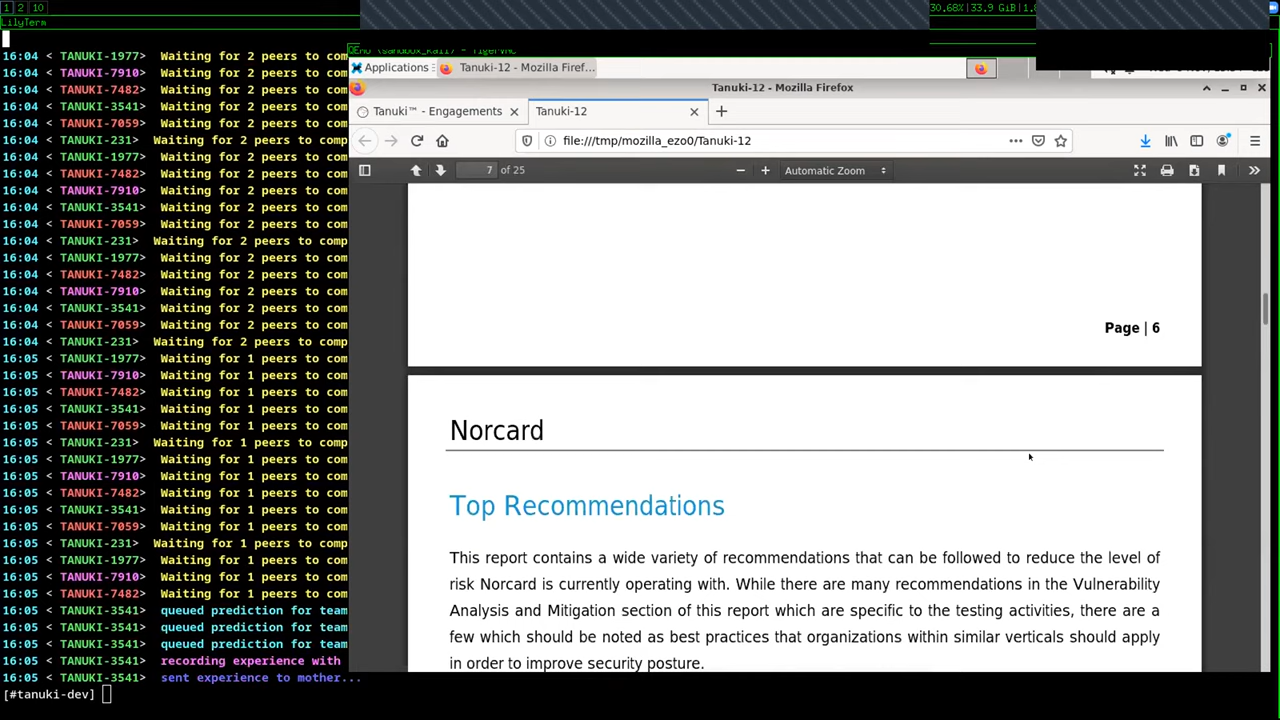 1 2 10
30.68%|33.9 GiB|1.8
LilyTerm
16:04 < TANUKI-1977> Waiting for 2 peers to com
16:04 < TANUKI-7910> Waiting for 2 peers to com
16:04 < TANUKI-7482> Waiting for 2 peers to com
16:04 < TANUKI-3541> Waiting for 2 peers to com
16:04 < TANUKI-7059> Waiting for 2 peers to com
16:04 < TANUKI-231> Waiting for 2 peers to comp
16:04 < TANUKI-1977> Waiting for 2 peers to com
16:04 < TANUKI-7482> Waiting for 2 peers to com
16:04 < TANUKI-7910> Waiting for 2 peers to com
16:04 < TANUKI-3541> Waiting for 2 peers to com
16:04 < TANUKI-7059> Waiting for 2 peers to com
16:04 < TANUKI-231> Waiting for 2 peers to comp
16:04 < TANUKI-1977> Waiting for 2 peers to com
16:04 < TANUKI-7482> Waiting for 2 peers to com
16:04 < TANUKI-7910> Waiting for 2 peers to com
16:04 < TANUKI-3541> Waiting for 2 peers to com
16:04 < TANUKI-7059> Waiting for 2 peers to com
16:04 < TANUKI-231> Waiting for 2 peers to comp
16:05 < TANUKI-1977> Waiting for 1 peers to com
16:05 < TANUKI-7910> Waiting for 1 peers to com
16:05 < TANUKI-7482> Waiting for 1 peers to com
16:05 < TANUKI-3541> Waiting for 1 peers to com
16:05 < TANUKI-7059> Waiting for 1 peers to com
16:05 < TANUKI-231> Waiting for 1 peers to comp
16:05 < TANUKI-1977> Waiting for 1 peers to com
16:05 < TANUKI-7910> Waiting for 1 peers to com
16:05 < TANUKI-7482> Waiting for 1 peers to com
16:05 < TANUKI-3541> Waiting for 1 peers to com
16:05 < TANUKI-7059> Waiting for 1 peers to com
16:05 < TANUKI-231> Waiting for 1 peers to comp
16:05 < TANUKI-1977> Waiting for 1 peers to com
16:05 < TANUKI-7910> Waiting for 1 peers to com
16:05 < TANUKI-7482> Waiting for 1 peers to com
16:05 < TANUKI-3541> queued prediction for team
16:05 < TANUKI-3541> queued prediction for team
16:05 < TANUKI-3541> queued prediction for team
16:05 < TANUKI-3541> recording experience with
16:05 < TANUKI-3541> sent experience to mother...
[#tanuki-dev]
Applications
Tanuki-12 - Mozilla Firef...
Tanuki-12 - Mozilla Firefox
Tanuki™ - Engagements
Tanuki-12
file:///tmp/mozilla_ezo0/Tanuki-12
7 of 25
Automatic Zoom
Page | 6
Norcard
Top Recommendations
This report contains a wide variety of recommendations that can be followed to reduce the level of
risk Norcard is currently operating with. While there are many recommendations in the Vulnerability
Analysis and Mitigation section of this report which are specific to the testing activities, there are a
few which should be noted as best practices that organizations within similar verticals should apply
in order to improve security posture.